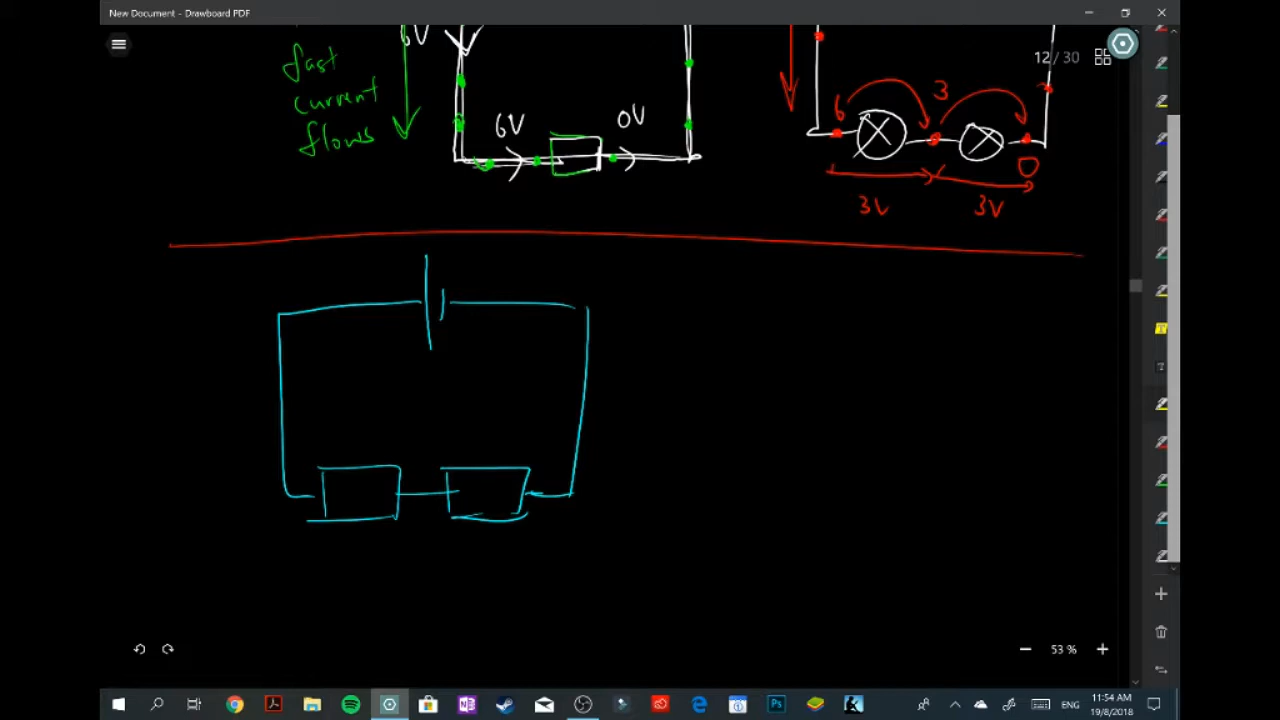 New Document - Drawboard PDF
12 / 30
6V
fast
current
flows
6V
0V
6
3
0
3V
3V
53 %
11:54 AM
ENG
19/8/2018